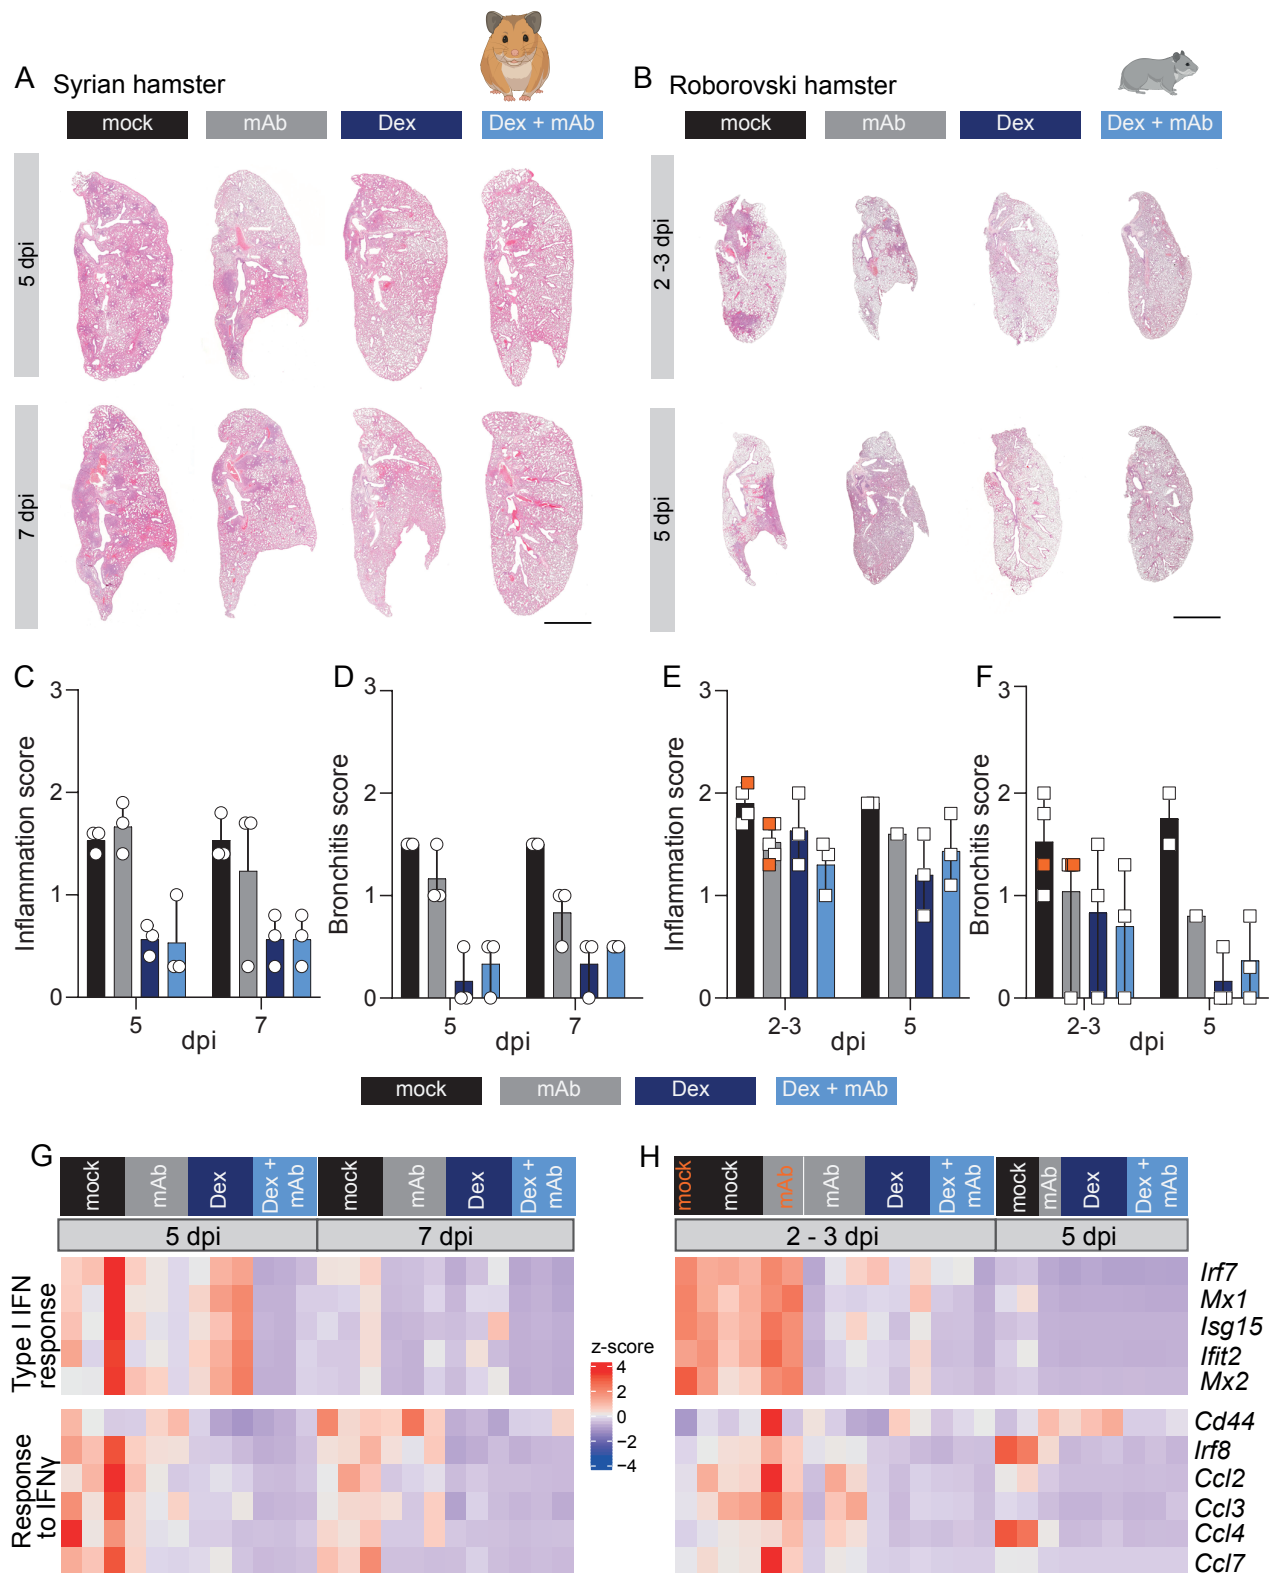 A Syrian hamster
mock mAb Dex Dex + mAb
5 dpi
7 dpi
B Roborovski hamster
mock mAb Dex Dex + mAb
2 -3 dpi
5 dpi
C
Inflammation score
3
2
1
0
5 7
dpi
D
Bronchitis score
3
2
1
0
5 7
dpi
E
Inflammation score
3
2
1
0
2-3 5
dpi
F
Bronchitis score
3
2
1
0
2-3 5
dpi
mock mAb Dex Dex + mAb
G
mock mAb Dex Dex + mAb mock mAb Dex Dex + mAb
5 dpi 7 dpi
Type I IFN
response
Response
to IFNγ
z-score
4
2
0
−2
−4
H
mock mock mAb mAb Dex Dex + mAb mock mAb Dex Dex + mAb
2 - 3 dpi 5 dpi
Irf7
Mx1
Isg15
Ifit2
Mx2
Cd44
Irf8
Ccl2
Ccl3
Ccl4
Ccl7